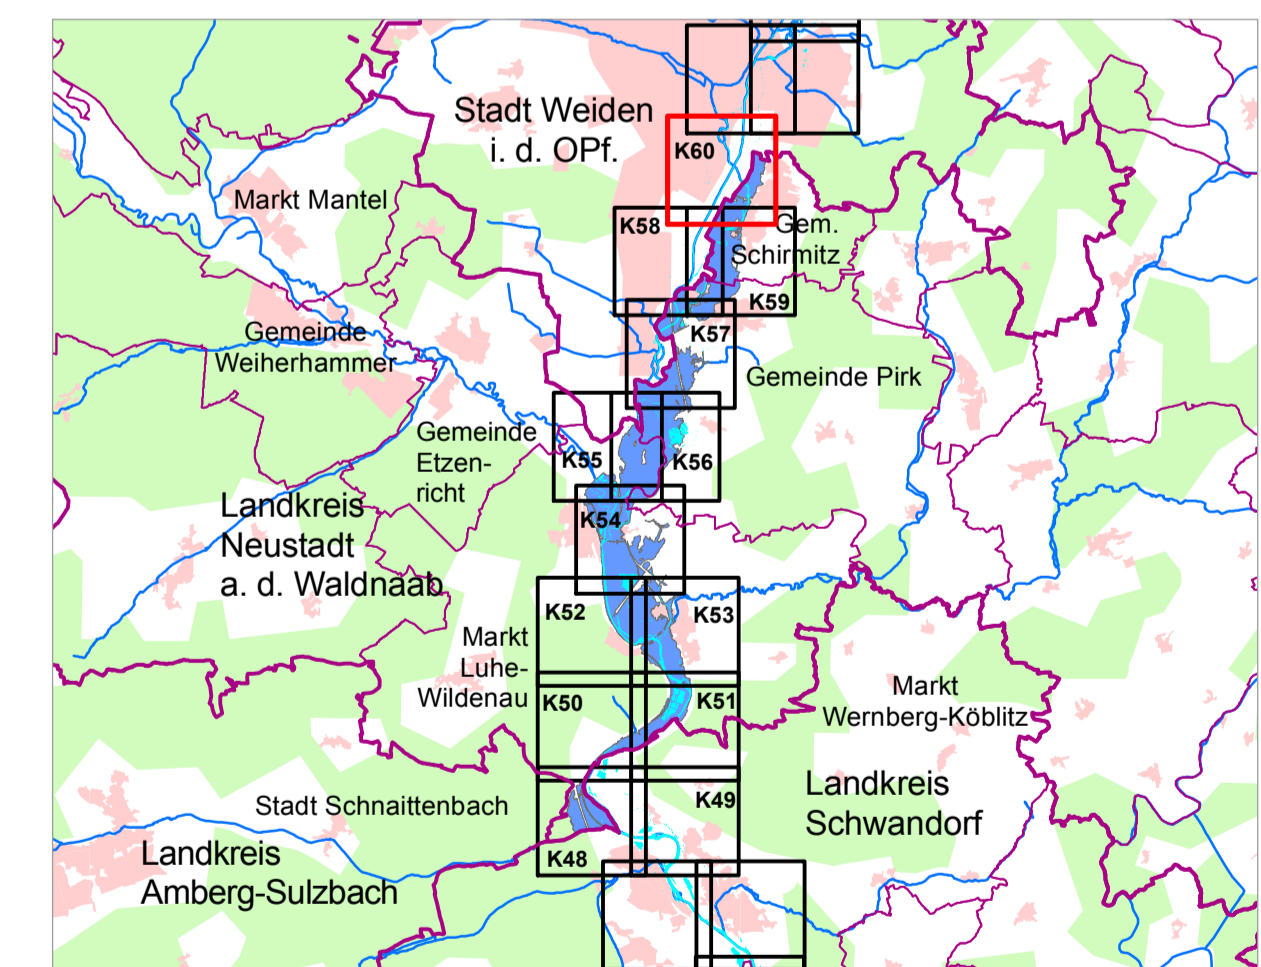 Stadt Weiden
i. d. OPf.
K60
Markt Mantel
K58
Gem.
Schirmitz
K59
Gemeinde
Weiherhammer
K57
Gemeinde Pirk
Gemeinde
Etzen-
richt
K55
K56
Landkreis
Neustadt
a. d. Waldnaab
K54
K52
K53
Markt
Luhe-
Wildenau
K50
K51
Markt
Wernberg-Köblitz
Landkreis
Schwandorf
Stadt Schnaittenbach
K49
K48
Landkreis
Amberg-Sulzbach